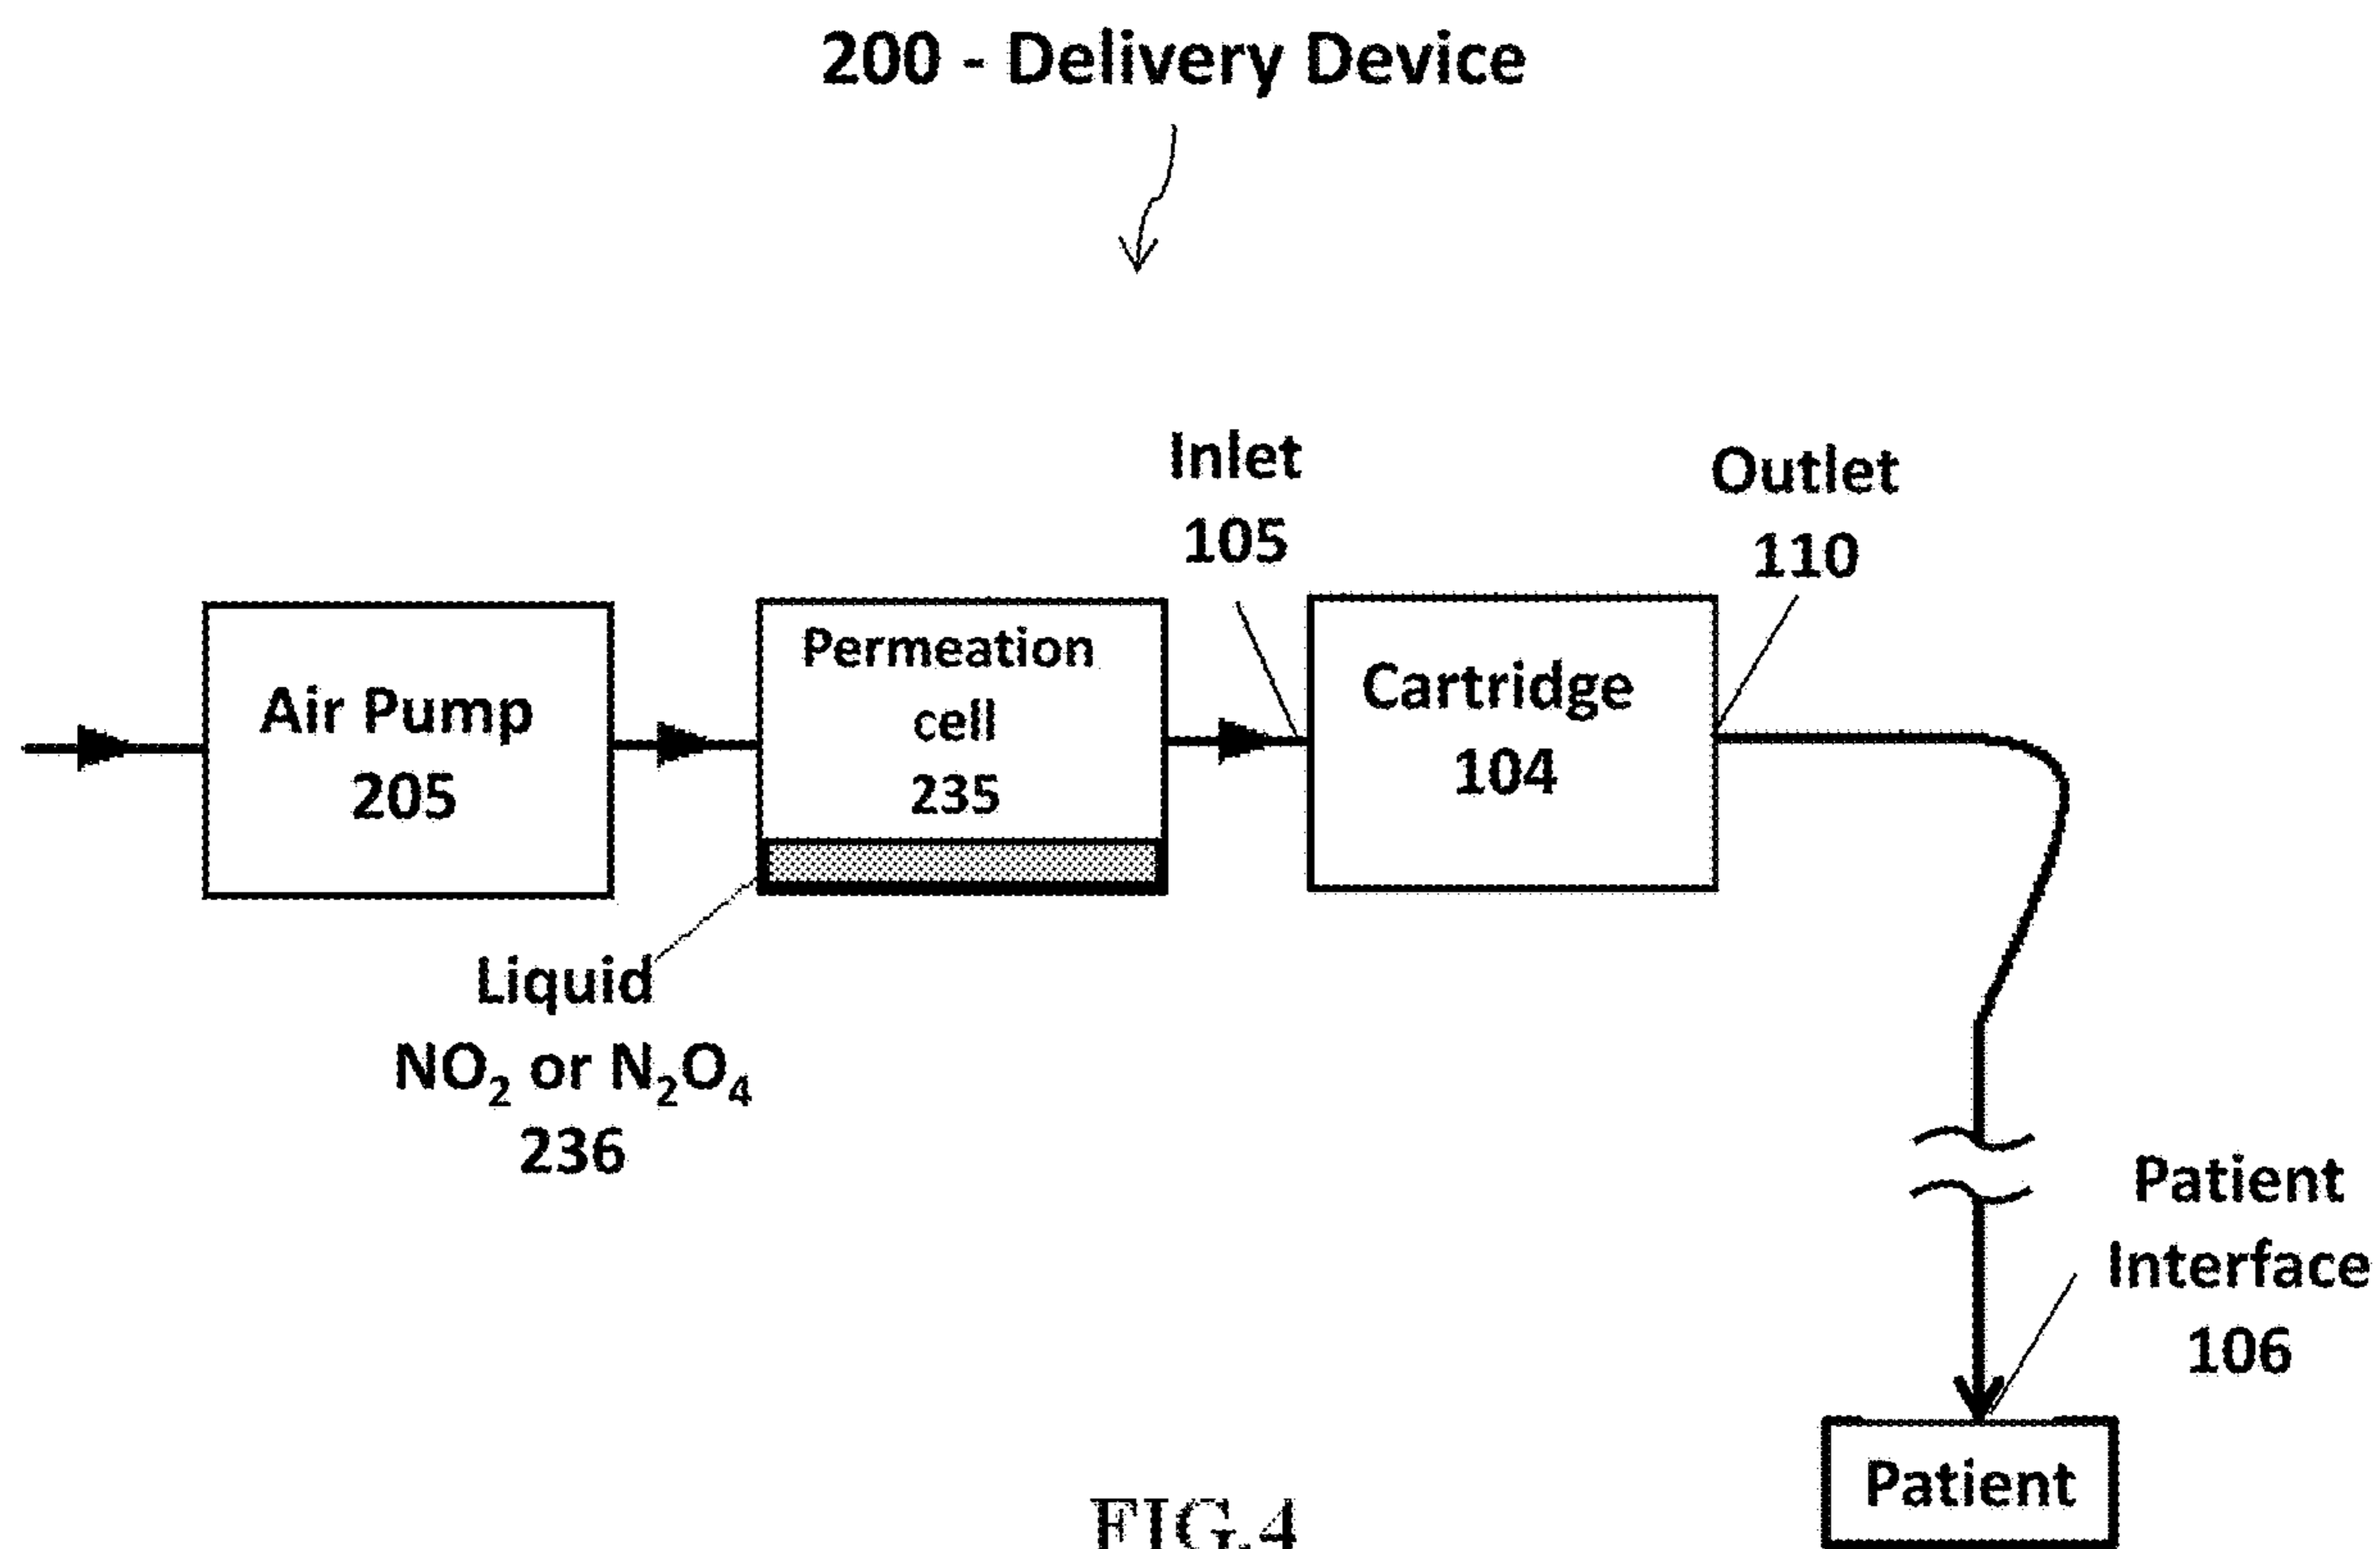 200 - Delivery Device
Inlet
105
Outlet
110
Air Pump
205
Permeation
cell
235
Cartridge
104
Liquid
NO₂ or N₂O₄
236
Patient
Interface
106
Patient
FIG.4